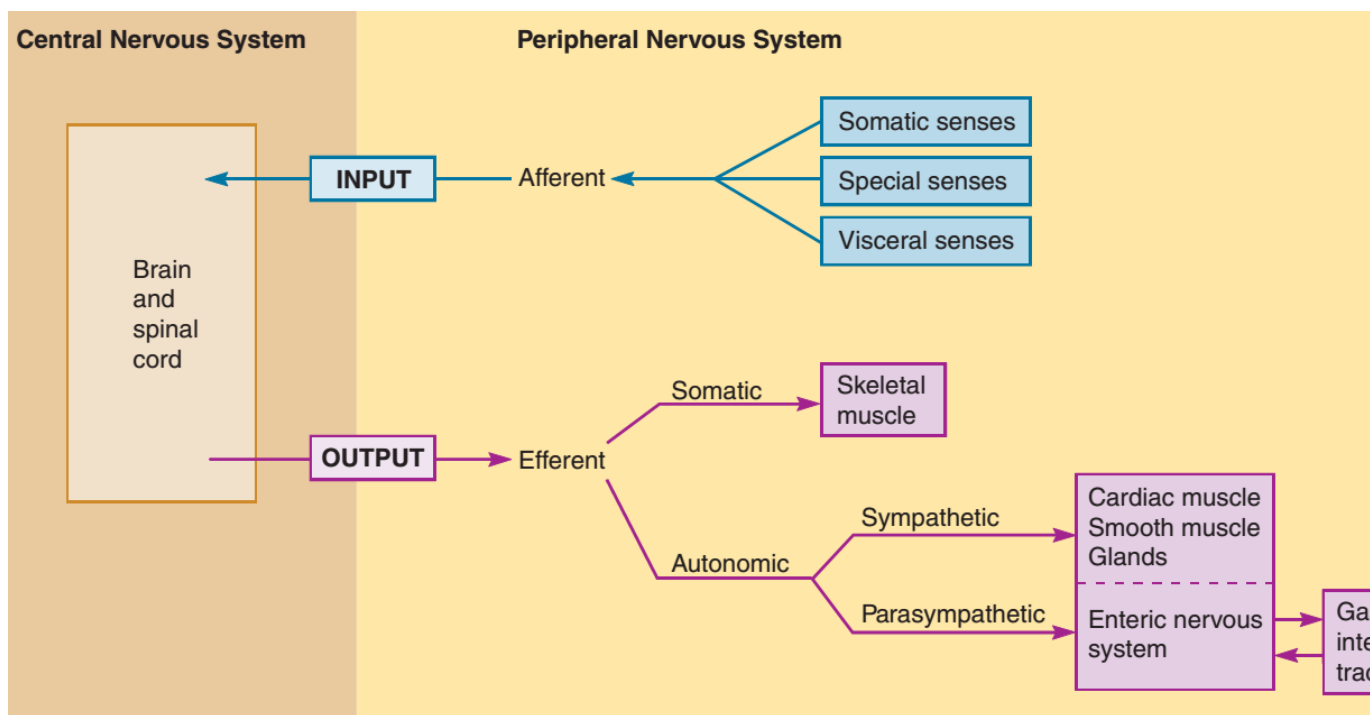 Central Nervous System
Peripheral Nervous System
Somatic senses
INPUT
Afferent
Special senses
Visceral senses
Brain
and
spinal
cord
Somatic
Skeletal
muscle
OUTPUT
Efferent
Sympathetic
Cardiac muscle
Smooth muscle
Glands
Autonomic
Parasympathetic
Enteric nervous
system